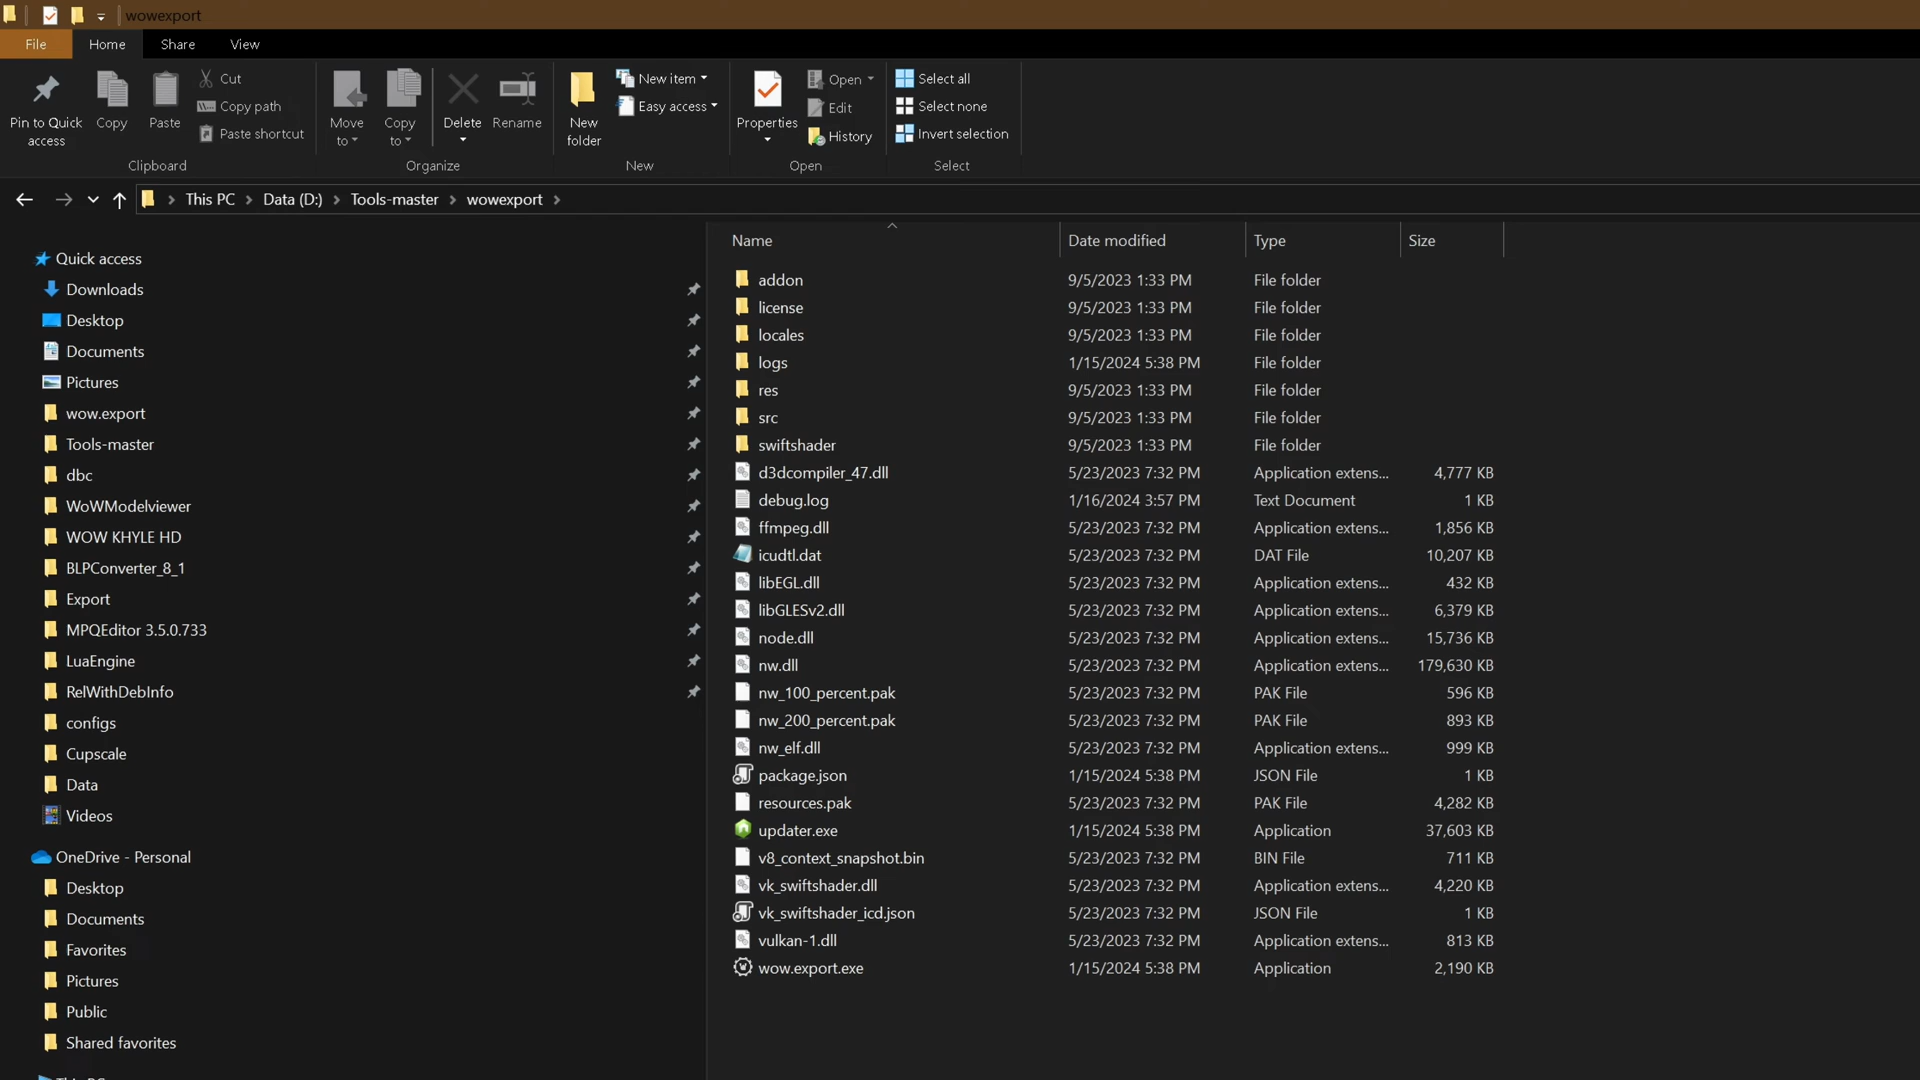 wowexport
File Home Share View
Pin to Quick access
Copy
Paste
Cut
Copy path
Paste shortcut
Clipboard
Move to
Copy to
Delete
Rename
Organize
New folder
New item
Easy access
New
Properties
Open
Edit
History
Open
Select all
Select none
Invert selection
Select
This PC > Data (D:) > Tools-master > wowexport >
Quick access
Downloads
Desktop
Documents
Pictures
wow.export
Tools-master
dbc
WoWModelviewer
WOW KHYLE HD
BLPConverter_8_1
Export
MPQEditor 3.5.0.733
LuaEngine
RelWithDebInfo
configs
Cupscale
Data
Videos
OneDrive - Personal
Desktop
Documents
Favorites
Pictures
Public
Shared favorites
Name Date modified Type Size
addon 9/5/2023 1:33 PM File folder
license 9/5/2023 1:33 PM File folder
locales 9/5/2023 1:33 PM File folder
logs 1/15/2024 5:38 PM File folder
res 9/5/2023 1:33 PM File folder
src 9/5/2023 1:33 PM File folder
swiftshader 9/5/2023 1:33 PM File folder
d3dcompiler_47.dll 5/23/2023 7:32 PM Application extens... 4,777 KB
debug.log 1/16/2024 3:57 PM Text Document 1 KB
ffmpeg.dll 5/23/2023 7:32 PM Application extens... 1,856 KB
icudtl.dat 5/23/2023 7:32 PM DAT File 10,207 KB
libEGL.dll 5/23/2023 7:32 PM Application extens... 432 KB
libGLESv2.dll 5/23/2023 7:32 PM Application extens... 6,379 KB
node.dll 5/23/2023 7:32 PM Application extens... 15,736 KB
nw.dll 5/23/2023 7:32 PM Application extens... 179,630 KB
nw_100_percent.pak 5/23/2023 7:32 PM PAK File 596 KB
nw_200_percent.pak 5/23/2023 7:32 PM PAK File 893 KB
nw_elf.dll 5/23/2023 7:32 PM Application extens... 999 KB
package.json 1/15/2024 5:38 PM JSON File 1 KB
resources.pak 5/23/2023 7:32 PM PAK File 4,282 KB
updater.exe 1/15/2024 5:38 PM Application 37,603 KB
v8_context_snapshot.bin 5/23/2023 7:32 PM BIN File 711 KB
vk_swiftshader.dll 5/23/2023 7:32 PM Application extens... 4,220 KB
vk_swiftshader_icd.json 5/23/2023 7:32 PM JSON File 1 KB
vulkan-1.dll 5/23/2023 7:32 PM Application extens... 813 KB
wow.export.exe 1/15/2024 5:38 PM Application 2,190 KB